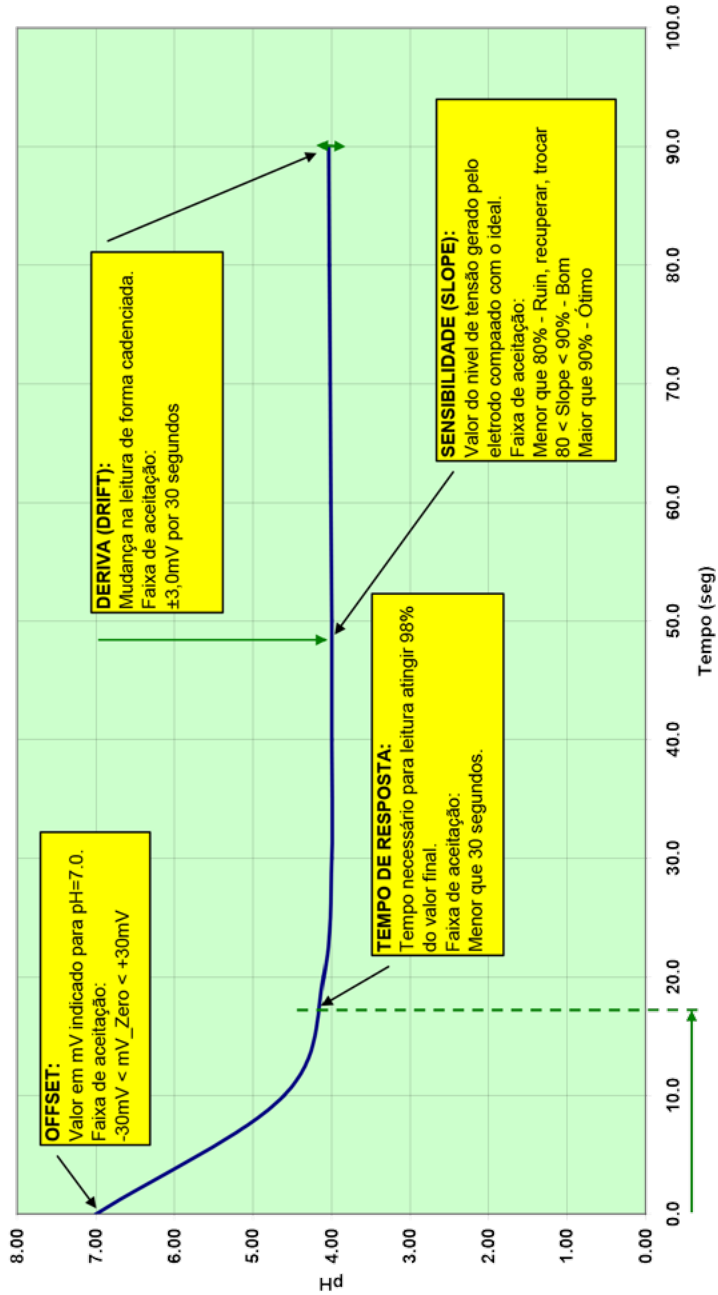 OFFSET:
Valor em mV indicado para pH=7.0.
Faixa de aceitação:
-30mV < mV_Zero < +30mV
DERIVA (DRIFT):
Mudança na leitura de forma cadenciada.
Faixa de aceitação:
±3,0mV por 30 segundos
TEMPO DE RESPOSTA:
Tempo necessário para leitura atingir 98%
do valor final.
Faixa de aceitação:
Menor que 30 segundos.
SENSIBILIDADE (SLOPE):
Valor do nivel de tensão gerado pelo
eletrodo compaado com o ideal.
Faixa de aceitação:
Menor que 80% - Ruin, recuperar, trocar
80 < Slope < 90% - Bom
Maior que 90% - Ótimo
pH
8.00
7.00
6.00
5.00
4.00
3.00
2.00
1.00
0.00
0.0 10.0 20.0 30.0 40.0 50.0 60.0 70.0 80.0 90.0 100.0
Tempo (seg)